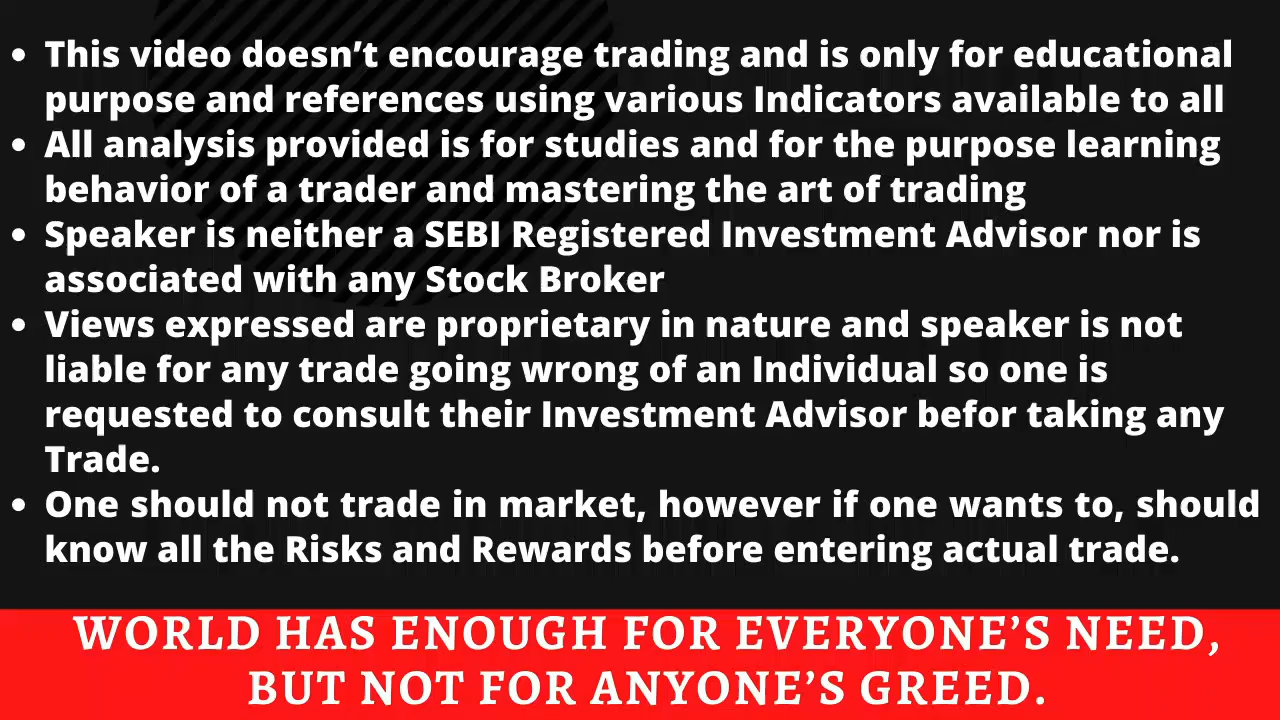 • This video doesn’t encourage trading and is only for educational
purpose and references using various Indicators available to all
• All analysis provided is for studies and for the purpose learning
behavior of a trader and mastering the art of trading
• Speaker is neither a SEBI Registered Investment Advisor nor is
associated with any Stock Broker
• Views expressed are proprietary in nature and speaker is not
liable for any trade going wrong of an Individual so one is
requested to consult their Investment Advisor befor taking any
Trade.
• One should not trade in market, however if one wants to, should
know all the Risks and Rewards before entering actual trade.
WORLD HAS ENOUGH FOR EVERYONE’S NEED,
BUT NOT FOR ANYONE’S GREED.